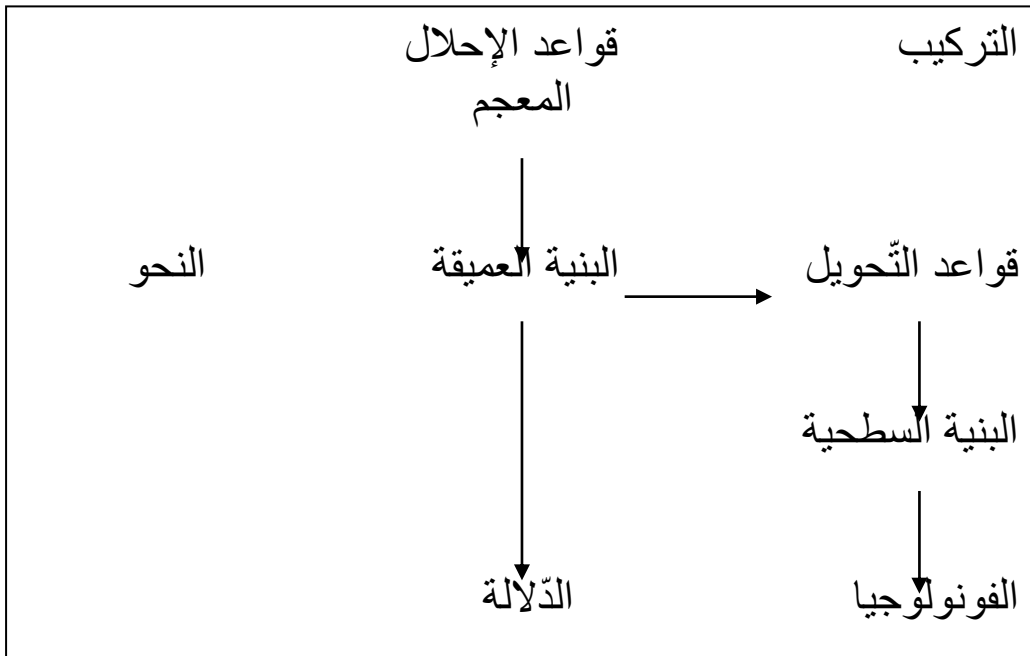 التركيب
قواعد الإحلال
المعجم
قواعد التّحويل
البنية العميقة
النحو
البنية السطحية
الفونولوجيا
الدّلالة